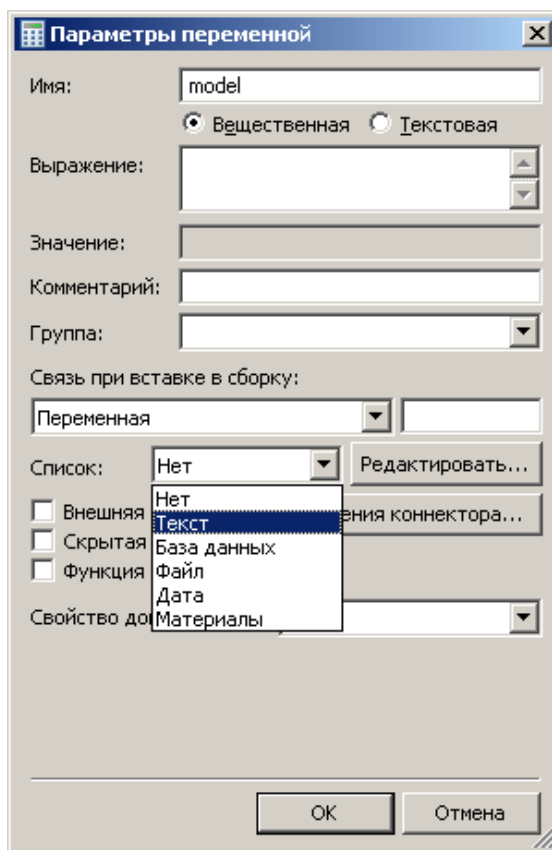 Параметры переменной
Имя: model
Вещественная Текстовая
Выражение:
Значение:
Комментарий:
Группа:
Связь при вставке в сборку:
Переменная
Список: Нет Редактировать...
Нет
Внешняя Текст ения коннектора...
База данных
Скрытая
Функция Файл
Дата
Свойство до Материалы
OK Отмена